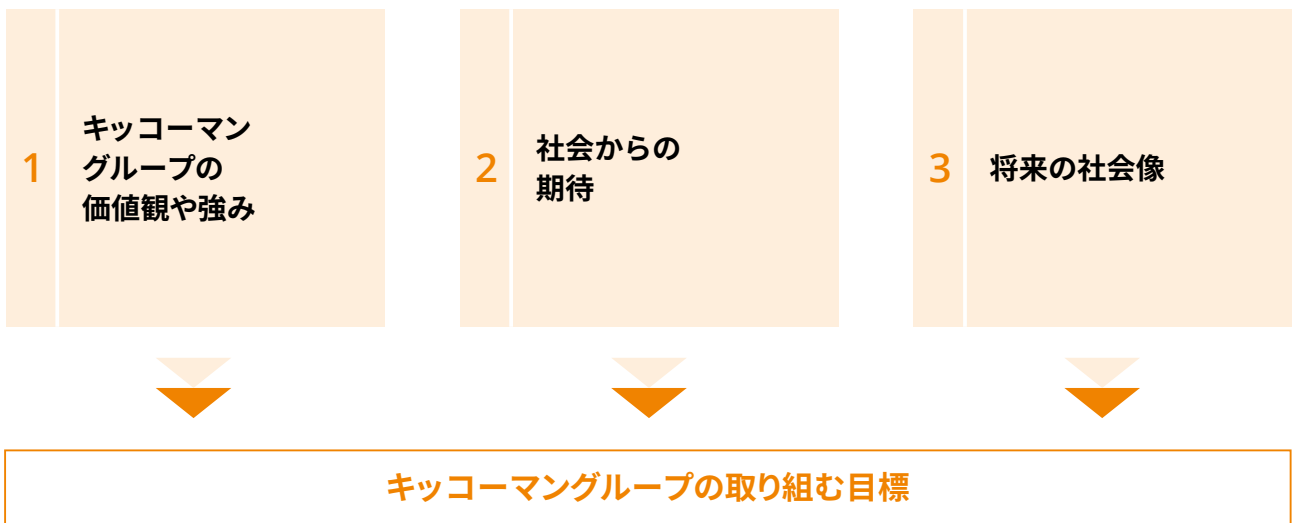 1
キッコーマン
グループの
価値観や強み
2
社会からの
期待
3
将来の社会像
キッコーマングループの取り組む目標